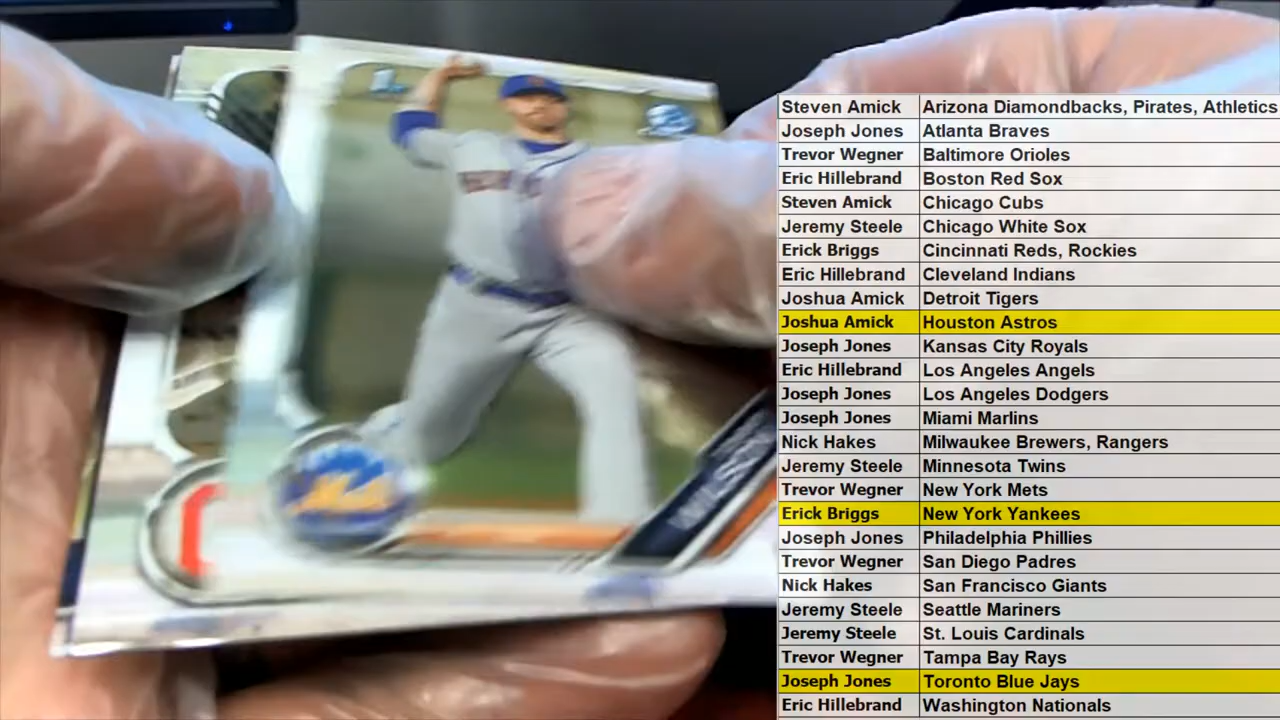 Steven Amick Arizona Diamondbacks, Pirates, Athletics
Joseph Jones Atlanta Braves
Trevor Wegner Baltimore Orioles
Eric Hillebrand Boston Red Sox
Steven Amick Chicago Cubs
Jeremy Steele Chicago White Sox
Erick Briggs Cincinnati Reds, Rockies
Eric Hillebrand Cleveland Indians
Joshua Amick Detroit Tigers
Joshua Amick Houston Astros
Joseph Jones Kansas City Royals
Eric Hillebrand Los Angeles Angels
Joseph Jones Los Angeles Dodgers
Joseph Jones Miami Marlins
Nick Hakes Milwaukee Brewers, Rangers
Jeremy Steele Minnesota Twins
Trevor Wegner New York Mets
Erick Briggs New York Yankees
Joseph Jones Philadelphia Phillies
Trevor Wegner San Diego Padres
Nick Hakes San Francisco Giants
Jeremy Steele Seattle Mariners
Jeremy Steele St. Louis Cardinals
Trevor Wegner Tampa Bay Rays
Joseph Jones Toronto Blue Jays
Eric Hillebrand Washington Nationals
Mets